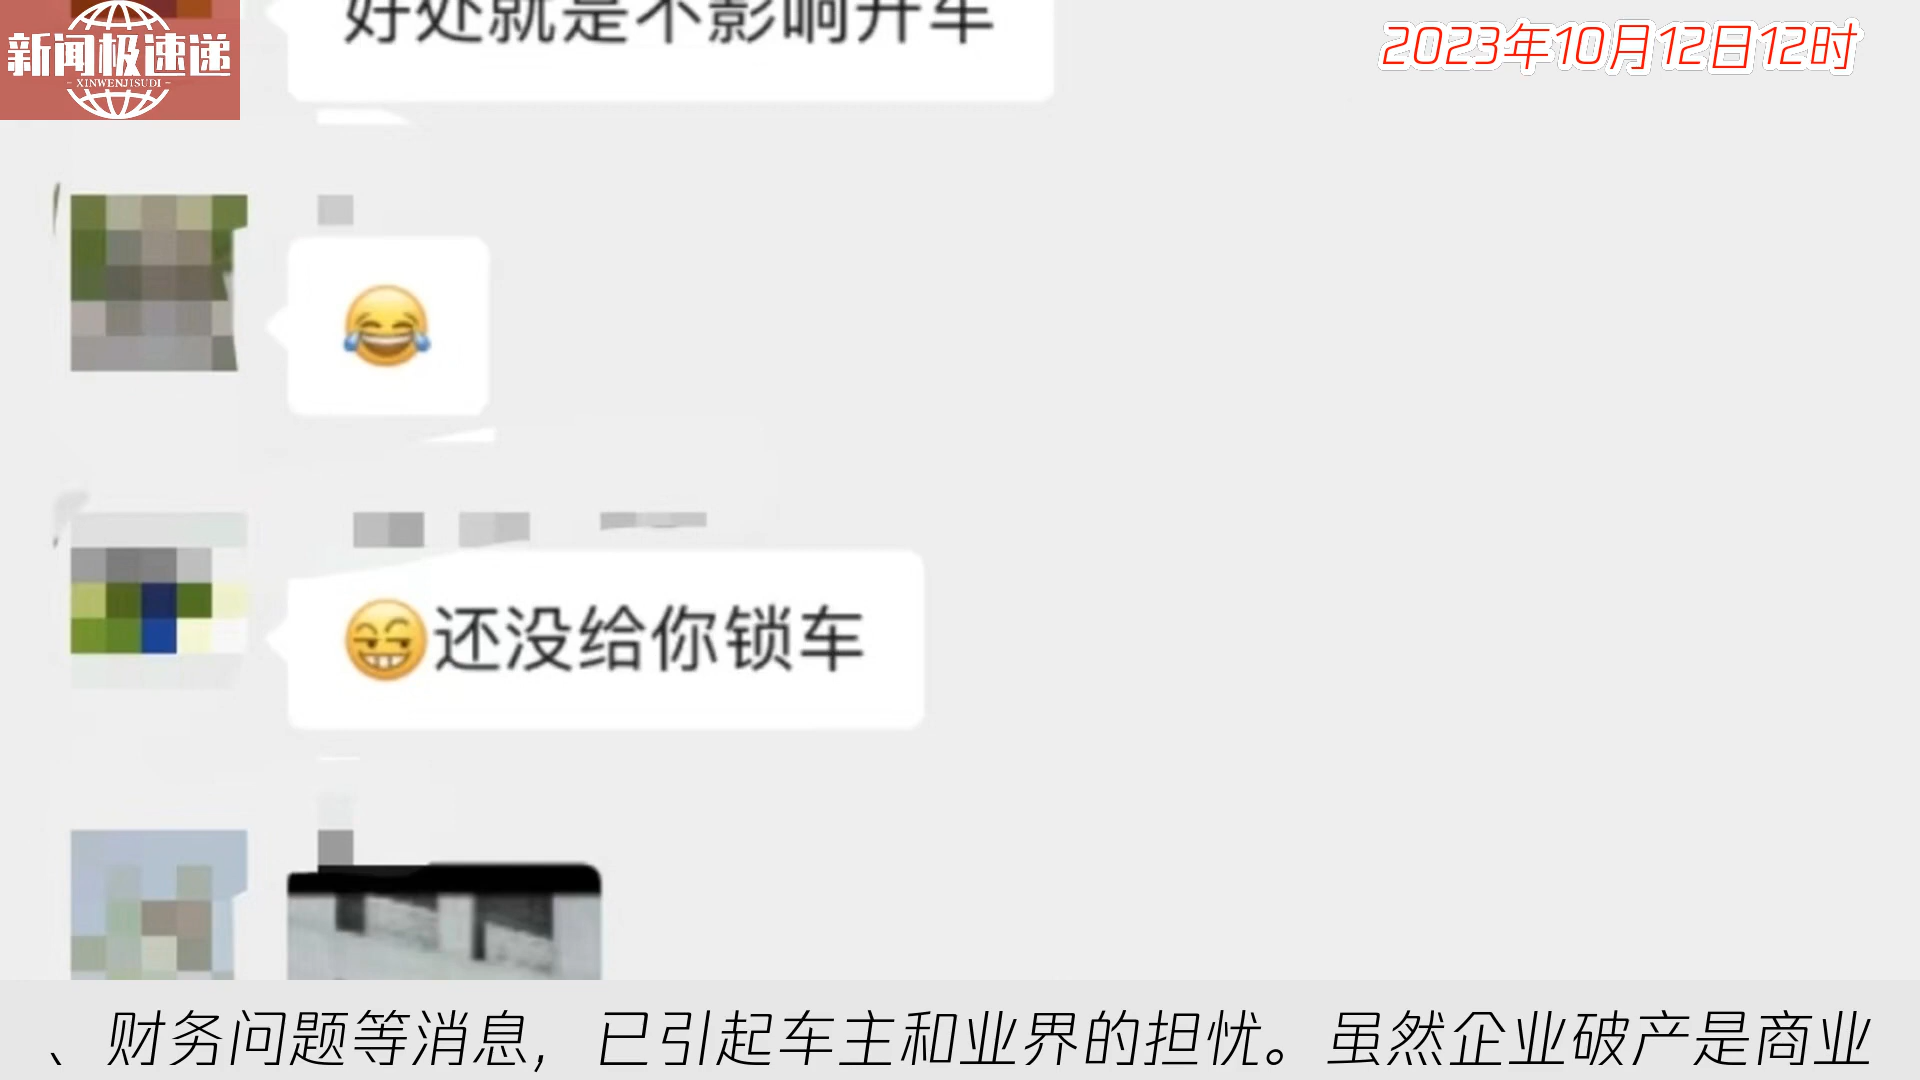 好处就是不影响开车
新闻极速递
XINWENJISUDI
2023年10月12日12时
还没给你锁车
、财务问题等消息，已引起车主和业界的担忧。虽然企业破产是商业